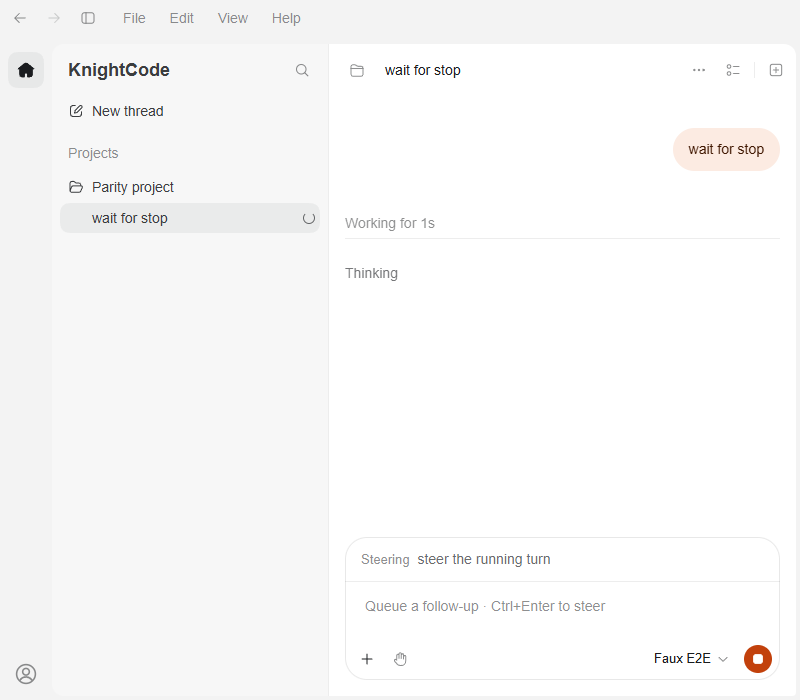 File Edit View Help
KnightCode
New thread
Projects
Parity project
wait for stop
wait for stop
wait for stop
Working for 1s
Thinking
Steering steer the running turn
Queue a follow-up · Ctrl+Enter to steer
Faux E2E